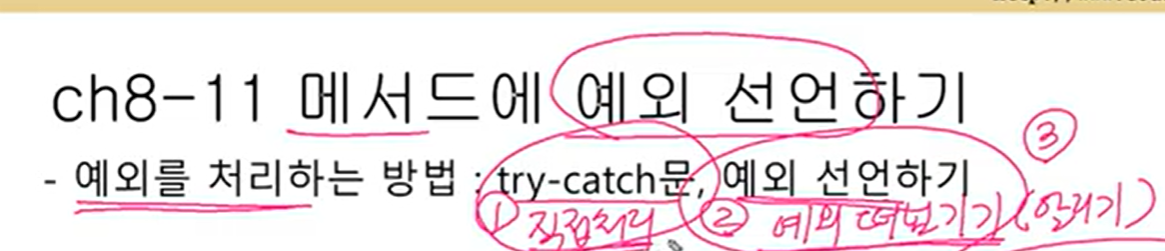 ch8-11 메서드에 예외 선언하기
③
- 예외를 처리하는 방법 : try-catch문, 예외 선언하기
① 직접처리 ② 예외 떠넘기기(알리기)